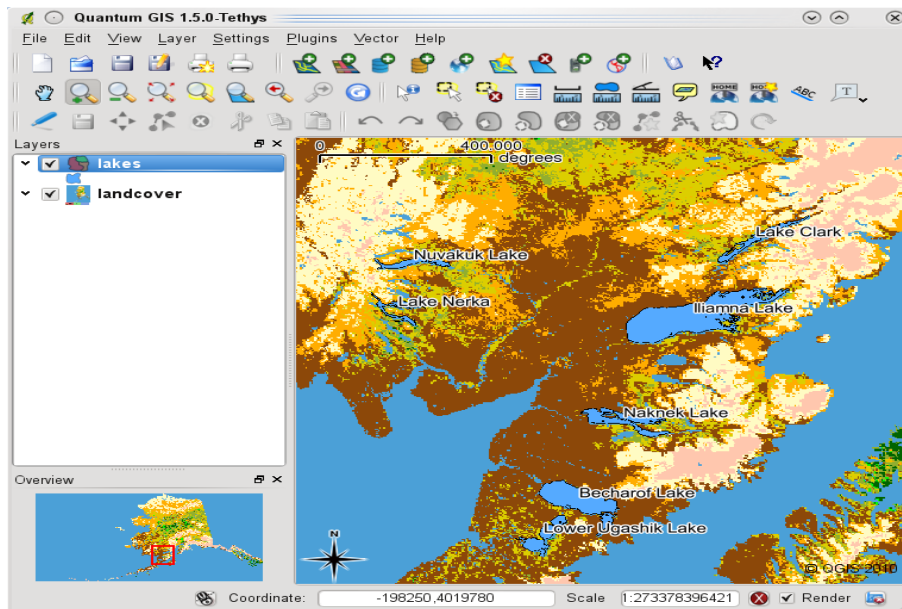 Quantum GIS 1.5.0-Tethys
File Edit View Layer Settings Plugins Vector Help
HOME
ABC
T
Layers
lakes
landcover
0 400,000
degrees
Lake Clark
Nuvakuk Lake
Lake Nerka
Iliamna Lake
Naknek Lake
Becharof Lake
Lower Ugashik Lake
N
© QGIS 2010
Overview
Coordinate: -198250,4019780 Scale 1:273378396421 Render